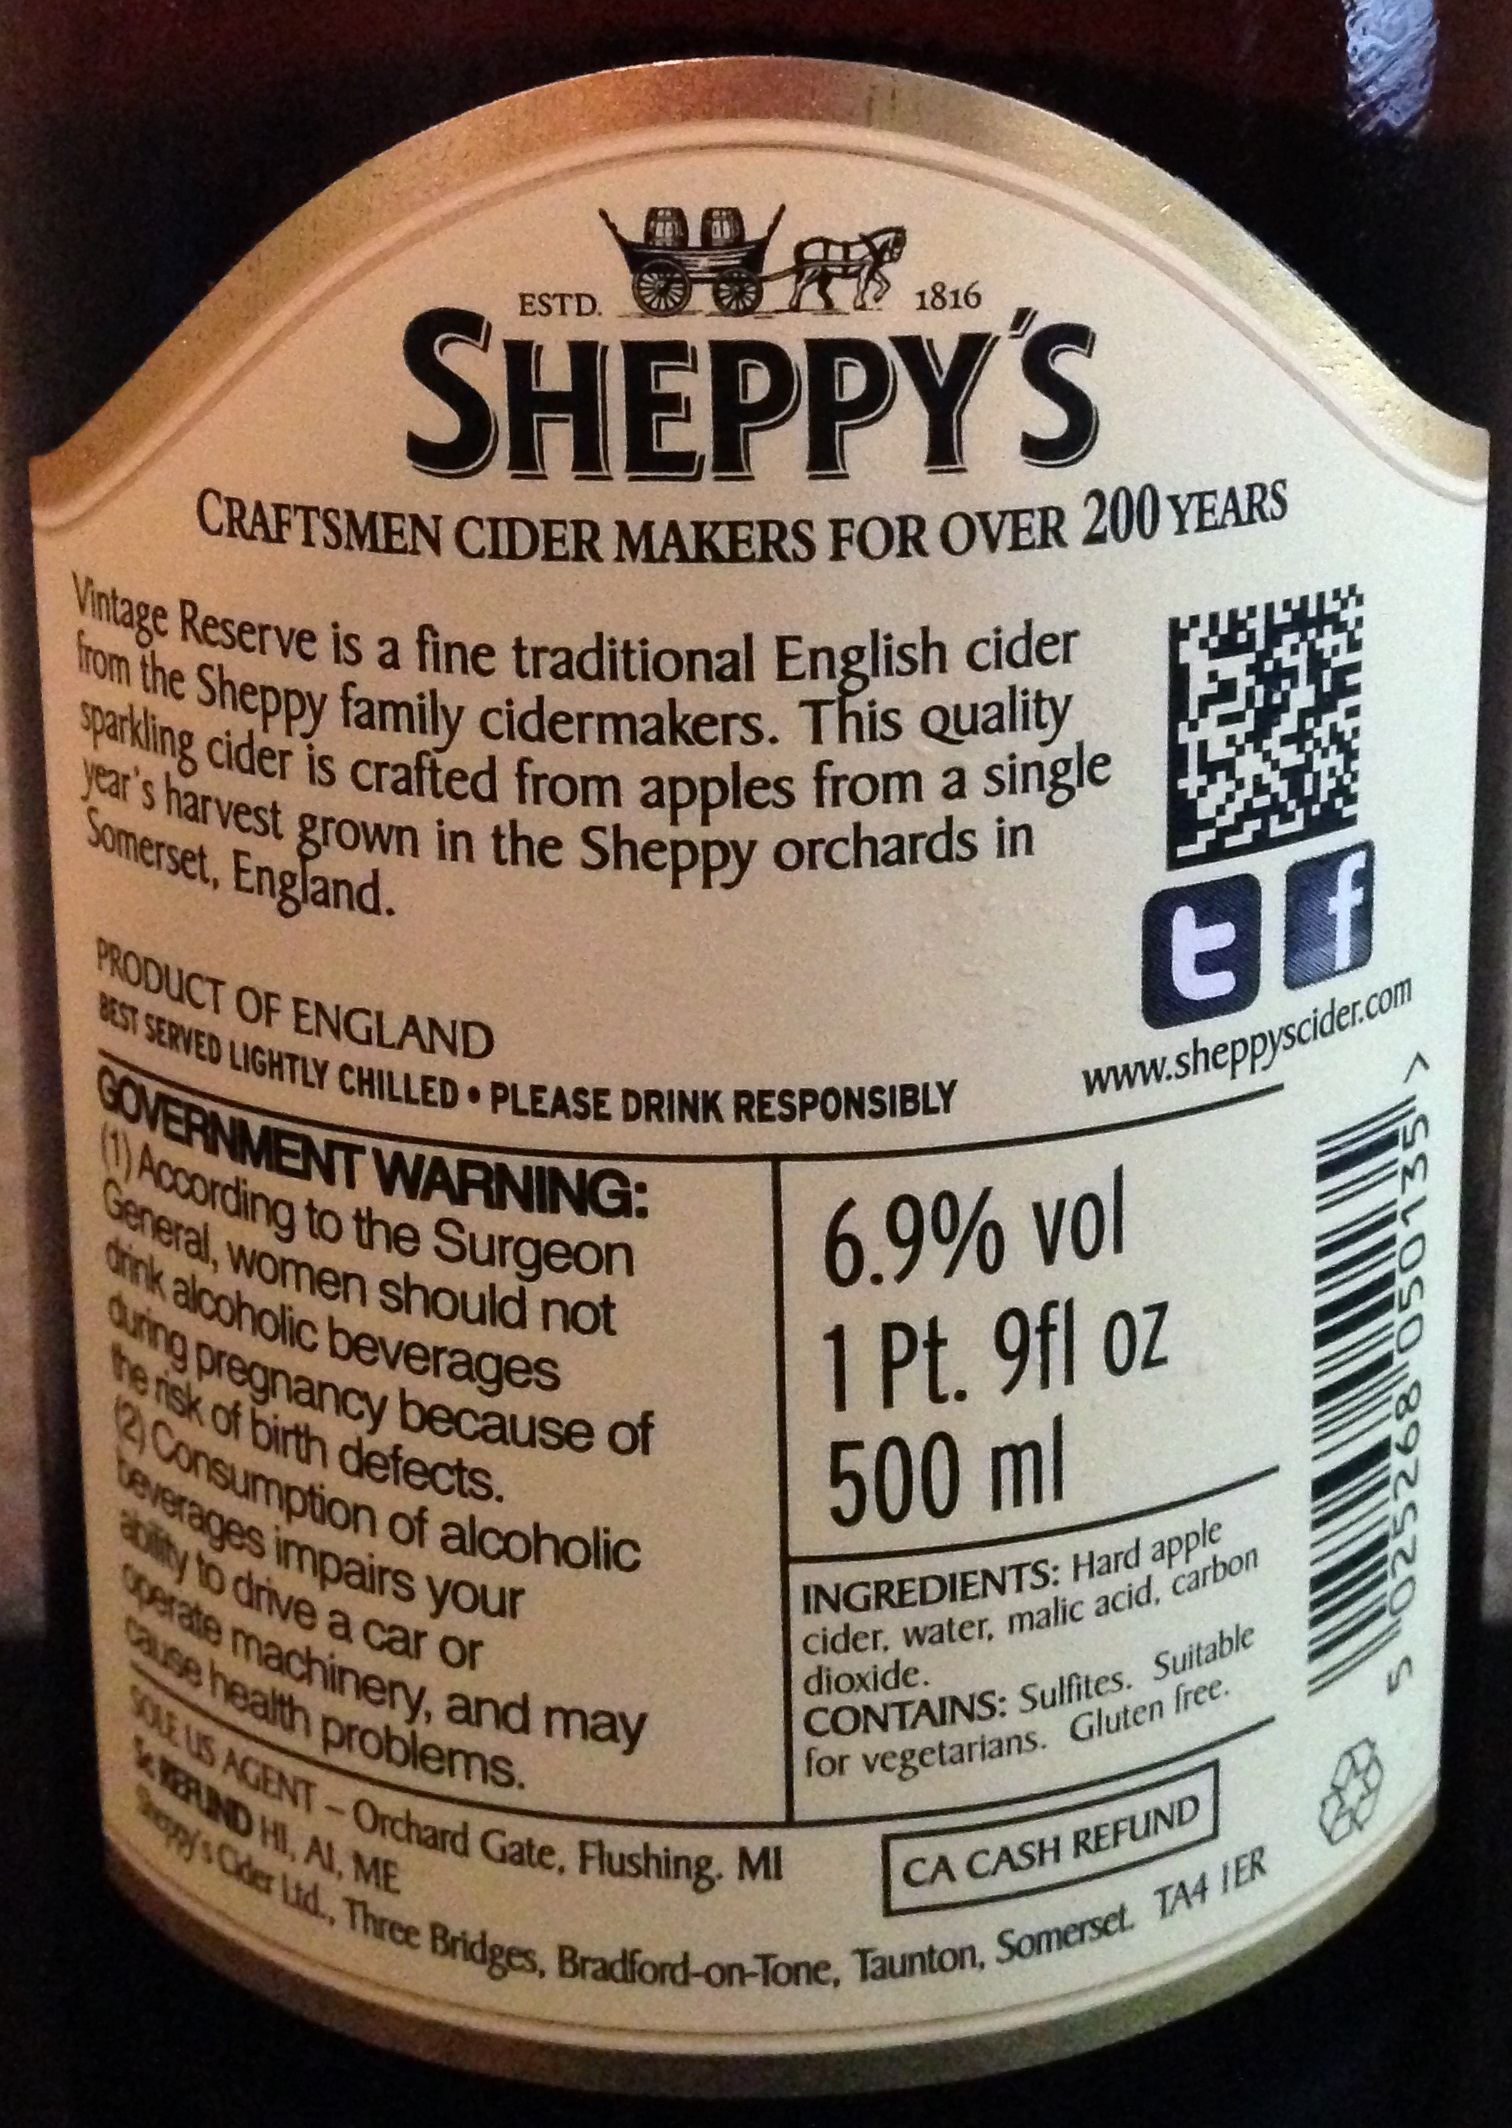 ESTD. 1816
SHEPPY'S
CRAFTSMEN CIDER MAKERS FOR OVER 200 YEARS
Vintage Reserve is a fine traditional English cider
from the Sheppy family cidermakers. This quality
sparkling cider is crafted from apples from a single
year's harvest grown in the Sheppy orchards in
Somerset, England.
t f
www.sheppyscider.com
PRODUCT OF ENGLAND
BEST SERVED LIGHTLY CHILLED • PLEASE DRINK RESPONSIBLY
GOVERNMENT WARNING:
(1) According to the Surgeon
General, women should not
drink alcoholic beverages
during pregnancy because of
the risk of birth defects.
(2) Consumption of alcoholic
beverages impairs your
ability to drive a car or
operate machinery, and may
cause health problems.
6.9% vol
1 Pt. 9fl oz
500 ml
INGREDIENTS: Hard apple
cider, water, malic acid, carbon
dioxide.
CONTAINS: Sulfites. Suitable
for vegetarians. Gluten free.
5 025268 050135 >
SOLE US AGENT – Orchard Gate, Flushing. MI
5c REFUND HI, AI, ME
CA CASH REFUND
Sheppy's Cider Ltd., Three Bridges, Bradford-on-Tone, Taunton, Somerset. TA4 1ER